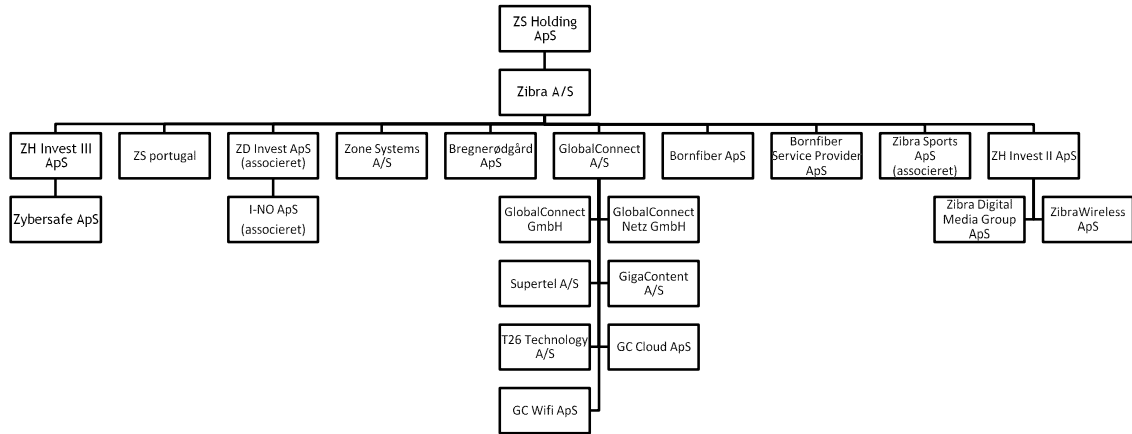 ZS Holding
ApS
Zibra A/S
ZH Invest III
ApS
ZS portugal
ZD Invest ApS
(associeret)
Zone Systems
A/S
Bregnerødgård
ApS
GlobalConnect
A/S
Bornfiber ApS
Bornfiber
Service Provider
ApS
Zibra Sports
ApS
(associeret)
ZH Invest II ApS
Zybersafe ApS
I-NO ApS
(associeret)
GlobalConnect
GmbH
GlobalConnect
Netz GmbH
Zibra Digital
Media Group
ApS
ZibraWireless
ApS
Supertel A/S
GigaContent
A/S
T26 Technology
A/S
GC Cloud ApS
GC Wifi ApS